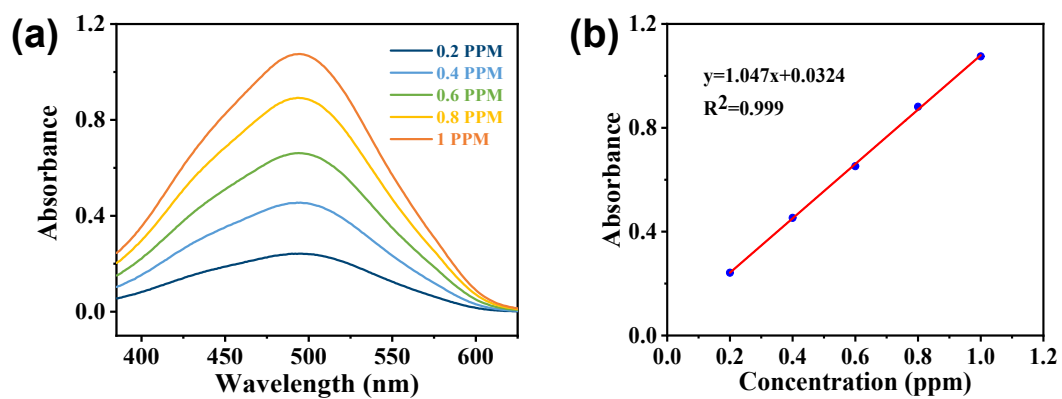 (a)
1.2
0.8
0.4
0.0
Absorbance
0.2 PPM
0.4 PPM
0.6 PPM
0.8 PPM
1 PPM
400 450 500 550 600
Wavelength (nm)
(b)
1.2
0.8
0.4
0.0
Absorbance
y=1.047x+0.0324
R²=0.999
0.0 0.2 0.4 0.6 0.8 1.0 1.2
Concentration (ppm)